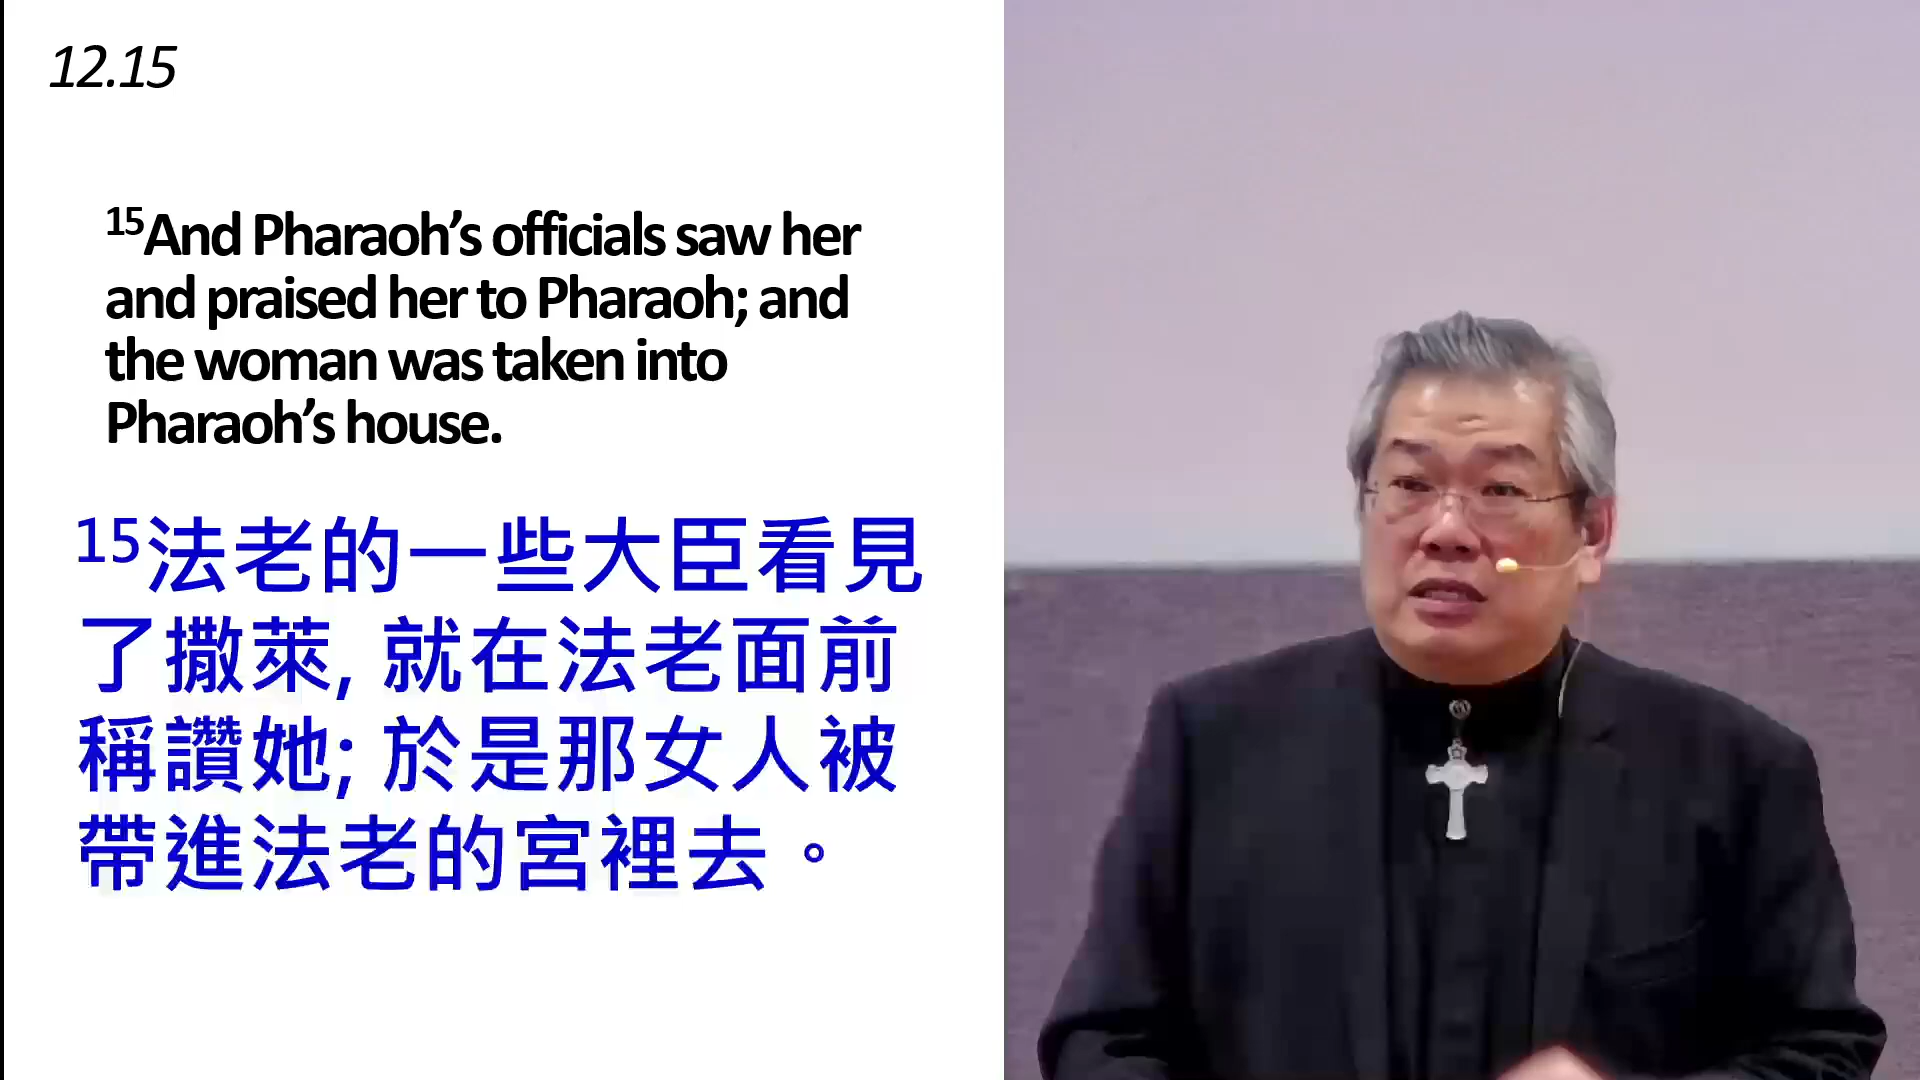 12.15
15And Pharaoh’s officials saw her
and praised her to Pharaoh; and
the woman was taken into
Pharaoh’s house.
15法老的一些大臣看見
了撒萊, 就在法老面前
稱讚她; 於是那女人被
帶進法老的宮裡去。